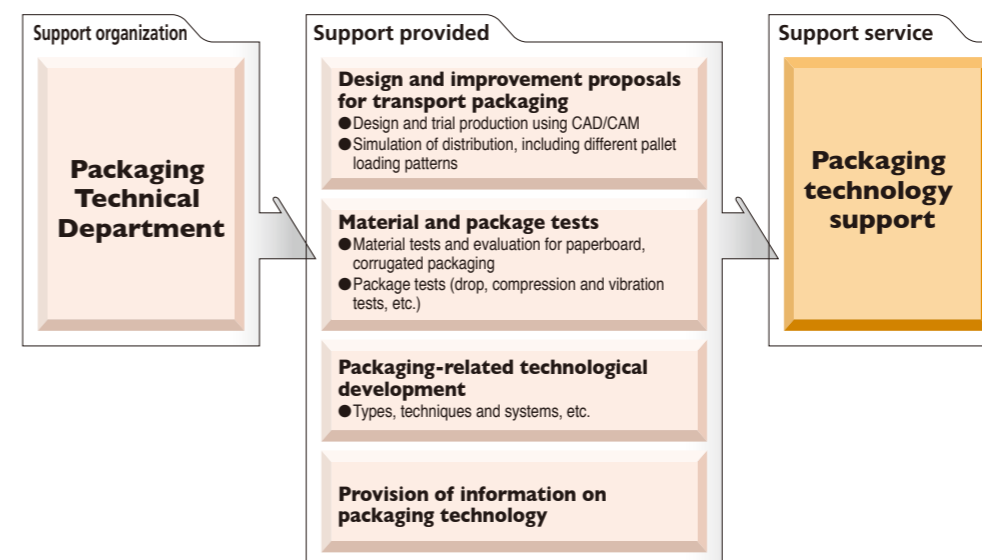 Support organization
Packaging
Technical
Department
Support provided
Design and improvement proposals
for transport packaging
●Design and trial production using CAD/CAM
●Simulation of distribution, including different pallet
loading patterns
Material and package tests
●Material tests and evaluation for paperboard,
corrugated packaging
●Package tests (drop, compression and vibration
tests, etc.)
Packaging-related technological
development
●Types, techniques and systems, etc.
Provision of information on
packaging technology
Support service
Packaging
technology
support